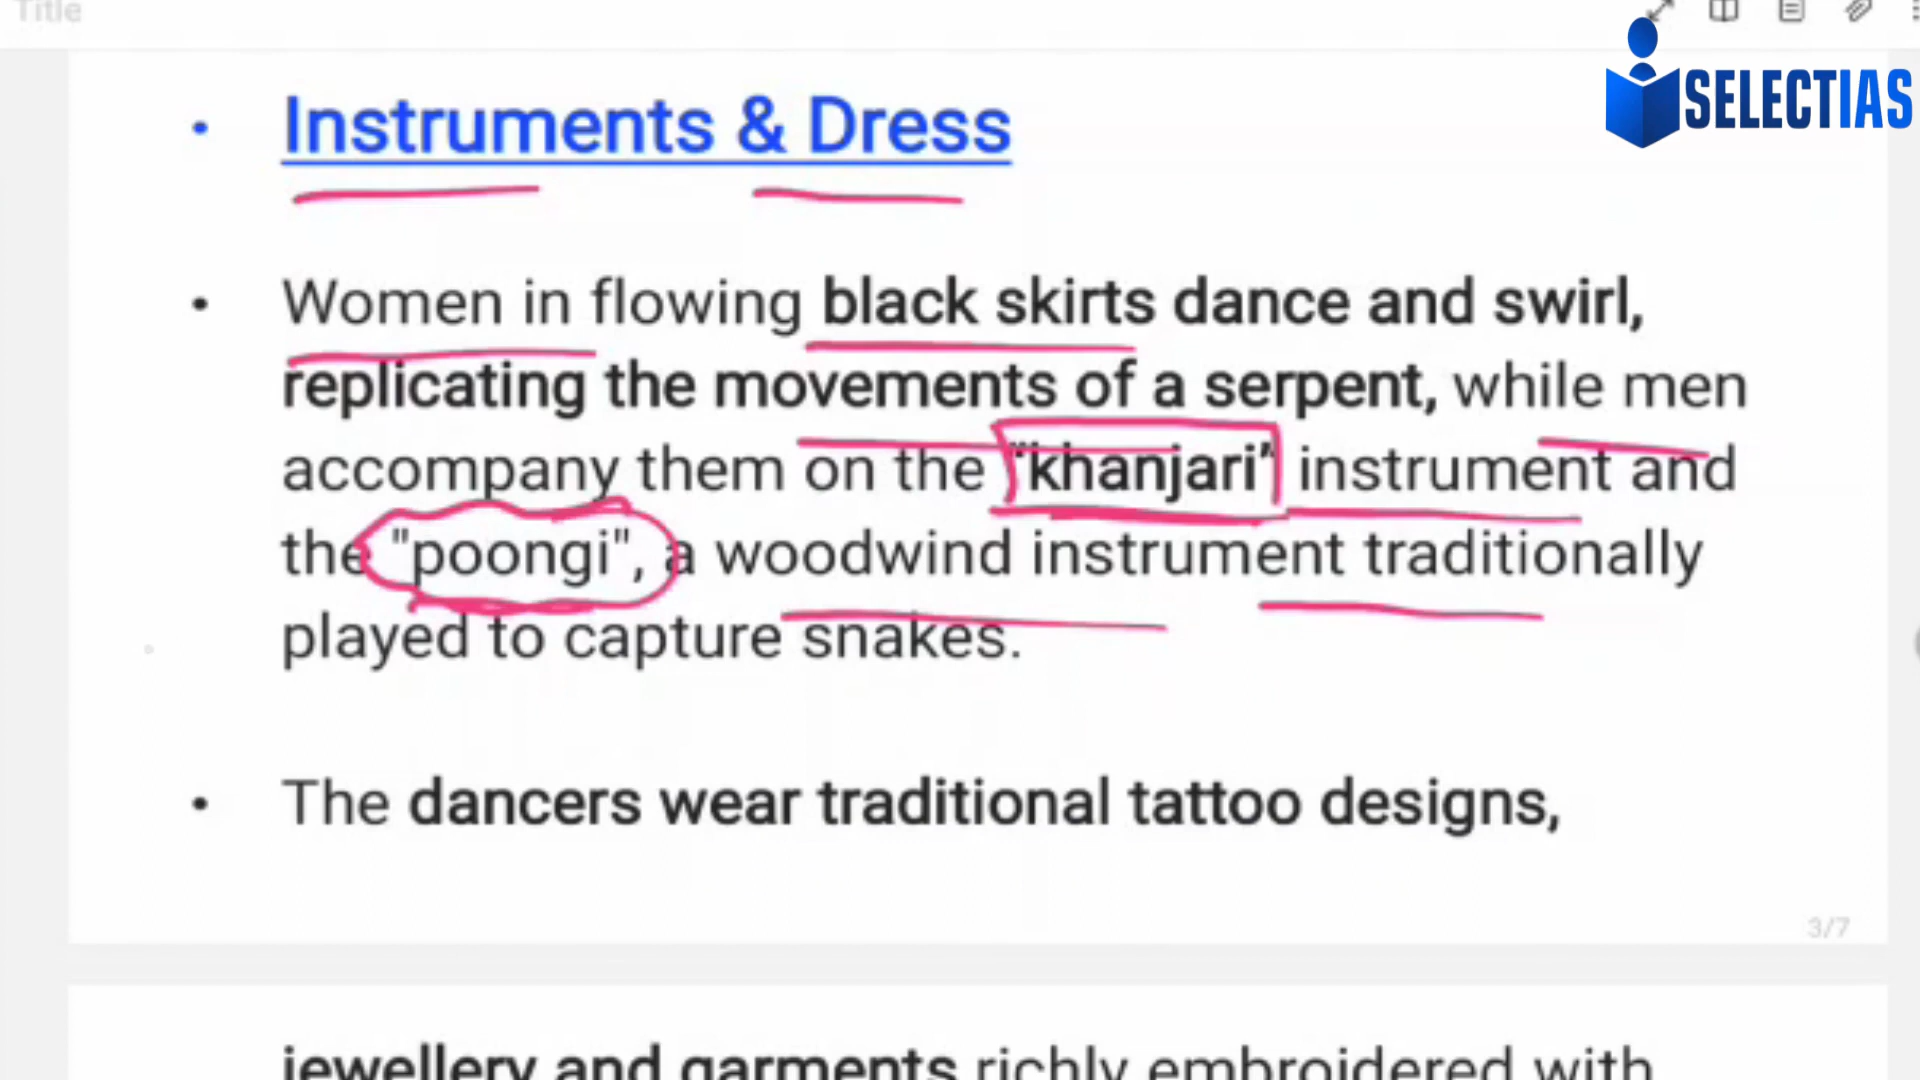 Title
SELECTIAS
• Instruments & Dress
• Women in flowing black skirts dance and swirl,
replicating the movements of a serpent, while men
accompany them on the "khanjari" instrument and
the "poongi", a woodwind instrument traditionally
played to capture snakes.
• The dancers wear traditional tattoo designs,
3/7
jewellery and garments richly embroidered with